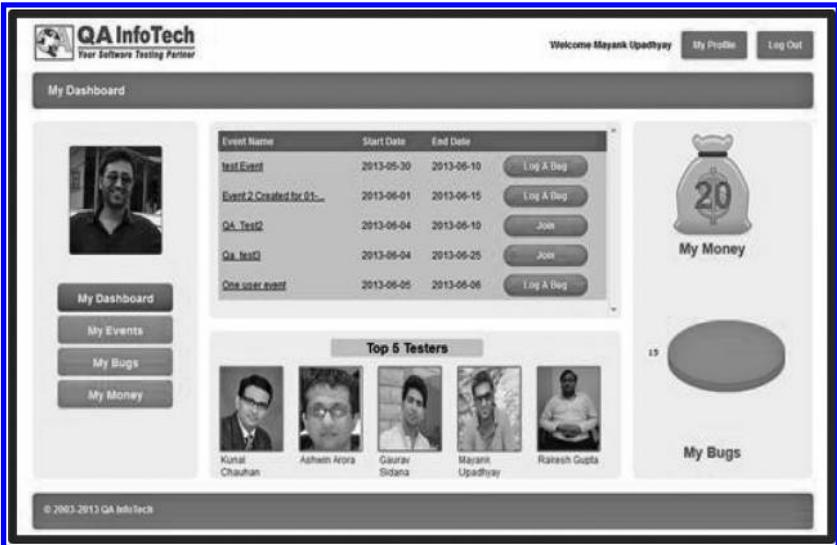 QA InfoTech
Your Software Testing Partner
Welcome Mayank Upadhyay
My Profile
Log Out
My Dashboard
My Dashboard
My Events
My Bugs
My Money
Event Name Start Date End Date
test Event 2013-05-30 2013-06-10 Log A Bug
Event 2 Created for 01-... 2013-06-01 2013-06-15 Log A Bug
QA Test2 2013-06-04 2013-06-10 Join
Qa test3 2013-06-04 2013-06-25 Join
One user event 2013-06-05 2013-06-06 Log A Bug
Top 5 Testers
Kunal
Chauhan
Ashwin Arora
Gaurav
Sidana
Mayank
Upadhyay
Rakesh Gupta
20
My Money
15
My Bugs
© 2003-2013 QA InfoTech